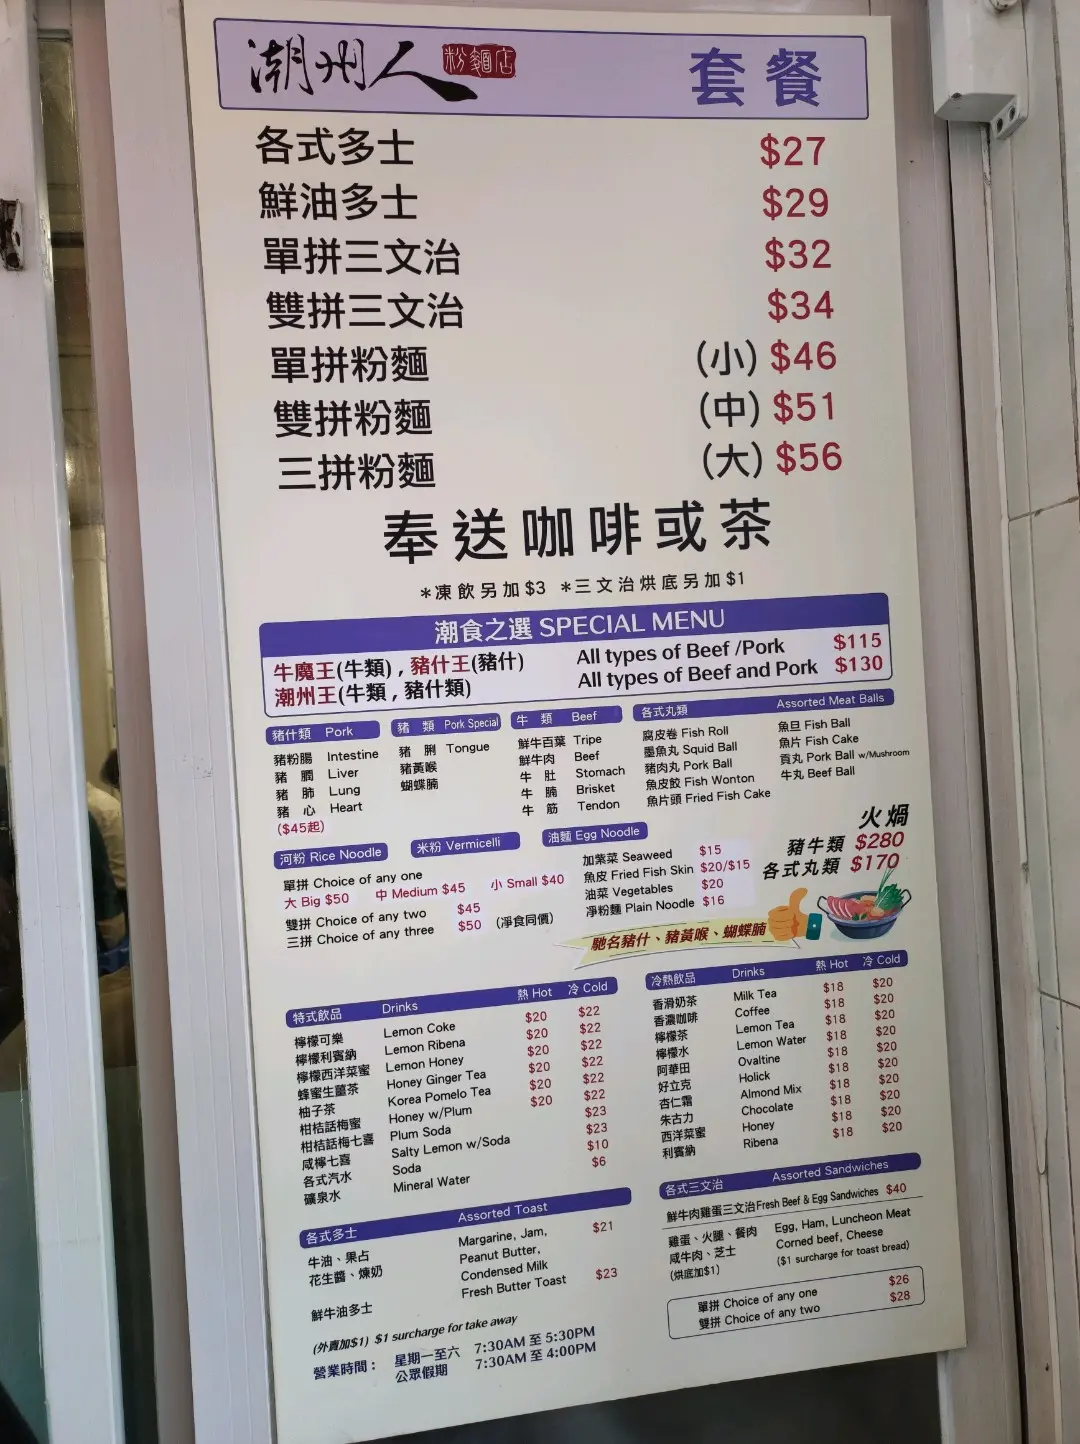 潮州人 粉麵店 套餐
各式多士 $27
鮮油多士 $29
單拼三文治 $32
雙拼三文治 $34
單拼粉麵 (小) $46
雙拼粉麵 (中) $51
三拼粉麵 (大) $56
奉送咖啡或茶
*凍飲另加$3 *三文治烘底另加$1
潮食之選 SPECIAL MENU
牛魔王(牛類) , 豬什王(豬什) All types of Beef /Pork $115
潮州王(牛類 , 豬什類) All types of Beef and Pork $130
豬什類 Pork
豬粉腸 Intestine
豬膶 Liver
豬肺 Lung
豬心 Heart
($45起)
豬類 Pork Special
豬脷 Tongue
豬黃喉
蝴蝶腩
牛類 Beef
鮮牛百葉 Tripe
鮮牛肉 Beef
牛肚 Stomach
牛腩 Brisket
牛筋 Tendon
各式丸類 Assorted Meat Balls
腐皮卷 Fish Roll
墨魚丸 Squid Ball
豬肉丸 Pork Ball
魚皮餃 Fish Wonton
魚片頭 Fried Fish Cake
魚旦 Fish Ball
魚片 Fish Cake
貢丸 Pork Ball w/Mushroom
牛丸 Beef Ball
河粉 Rice Noodle 米粉 Vermicelli 油麵 Egg Noodle
單拼 Choice of any one
大 Big $50 中 Medium $45 小 Small $40
雙拼 Choice of any two $45
三拼 Choice of any three $50 (凈食同價)
加紫菜 Seaweed $15
魚皮 Fried Fish Skin $20/$15
油菜 Vegetables $20
凈粉麵 Plain Noodle $16
火煱
豬牛類 $280
各式丸類 $170
馳名豬什、豬黃喉、蝴蝶腩
特式飲品 Drinks 熱 Hot 冷 Cold
檸檬可樂 Lemon Coke $20 $22
檸檬利賓納 Lemon Ribena $20 $22
檸檬西洋菜蜜 Lemon Honey $20 $22
蜂蜜生薑茶 Honey Ginger Tea $20 $22
柚子茶 Korea Pomelo Tea $20 $22
柑桔話梅蜜 Honey w/Plum $20 $22
柑桔話梅七喜 Plum Soda $23
咸檸七喜 Salty Lemon w/Soda $23
各式汽水 Soda $10
礦泉水 Mineral Water $6
冷熱飲品 Drinks 熱 Hot 冷 Cold
香滑奶茶 Milk Tea $18 $20
香濃咖啡 Coffee $18 $20
檸檬茶 Lemon Tea $18 $20
檸檬水 Lemon Water $18 $20
阿華田 Ovaltine $18 $20
好立克 Holick $18 $20
杏仁霜 Almond Mix $18 $20
朱古力 Chocolate $18 $20
西洋菜蜜 Honey $18 $20
利賓納 Ribena $18 $20
各式多士 Assorted Toast
牛油、果占 Margarine, Jam, $21
花生醬、煉奶 Peanut Butter,
Condensed Milk
鮮牛油多士 Fresh Butter Toast $23
(外賣加$1) $1 surcharge for take away
營業時間： 星期一至六 7:30AM 至 5:30PM
公眾假期 7:30AM 至 4:00PM
各式三文治 Assorted Sandwiches
鮮牛肉雞蛋三文治Fresh Beef & Egg Sandwiches $40
雞蛋、火腿、餐肉 Egg, Ham, Luncheon Meat
咸牛肉、芝士 Corned beef, Cheese
(烘底加$1) ($1 surcharge for toast bread)
單拼 Choice of any one $26
雙拼 Choice of any two $28